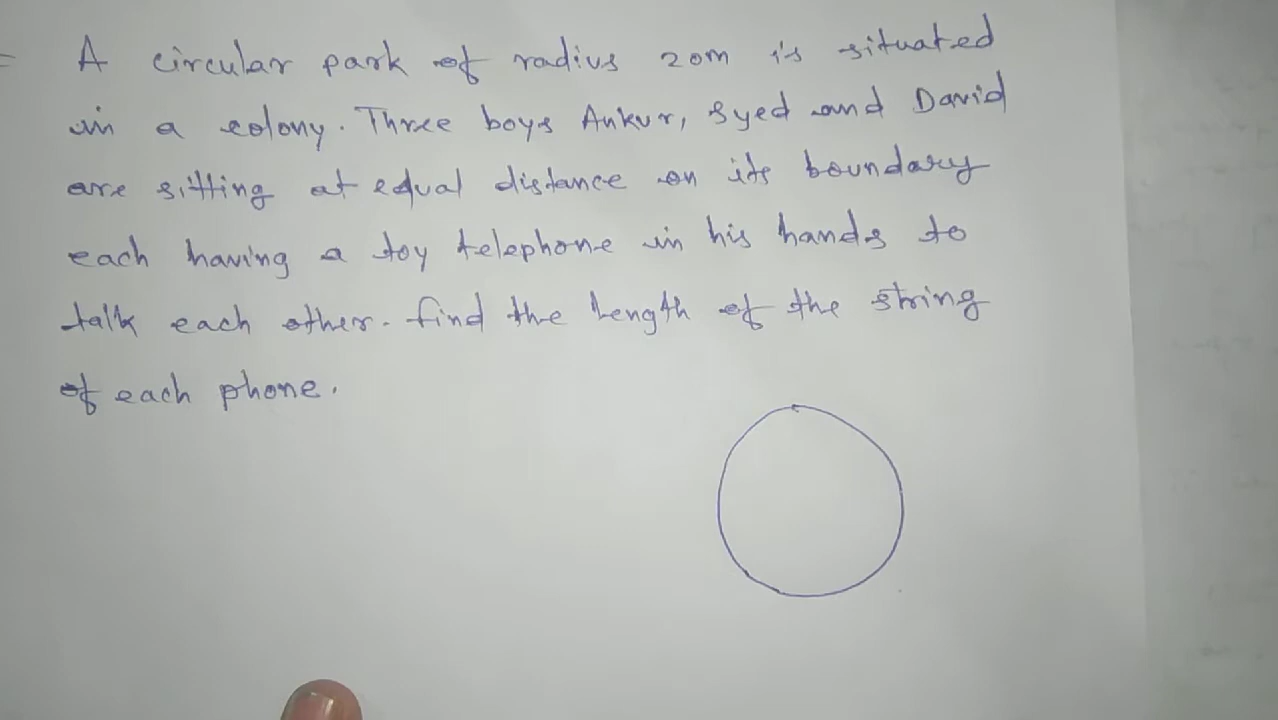 A circular park of radius 20m is situated
in a colony. Three boys Ankur, Syed and David
are sitting at equal distance on its boundary
each having a toy telephone in his hands to
talk each other. find the length of the string
of each phone.